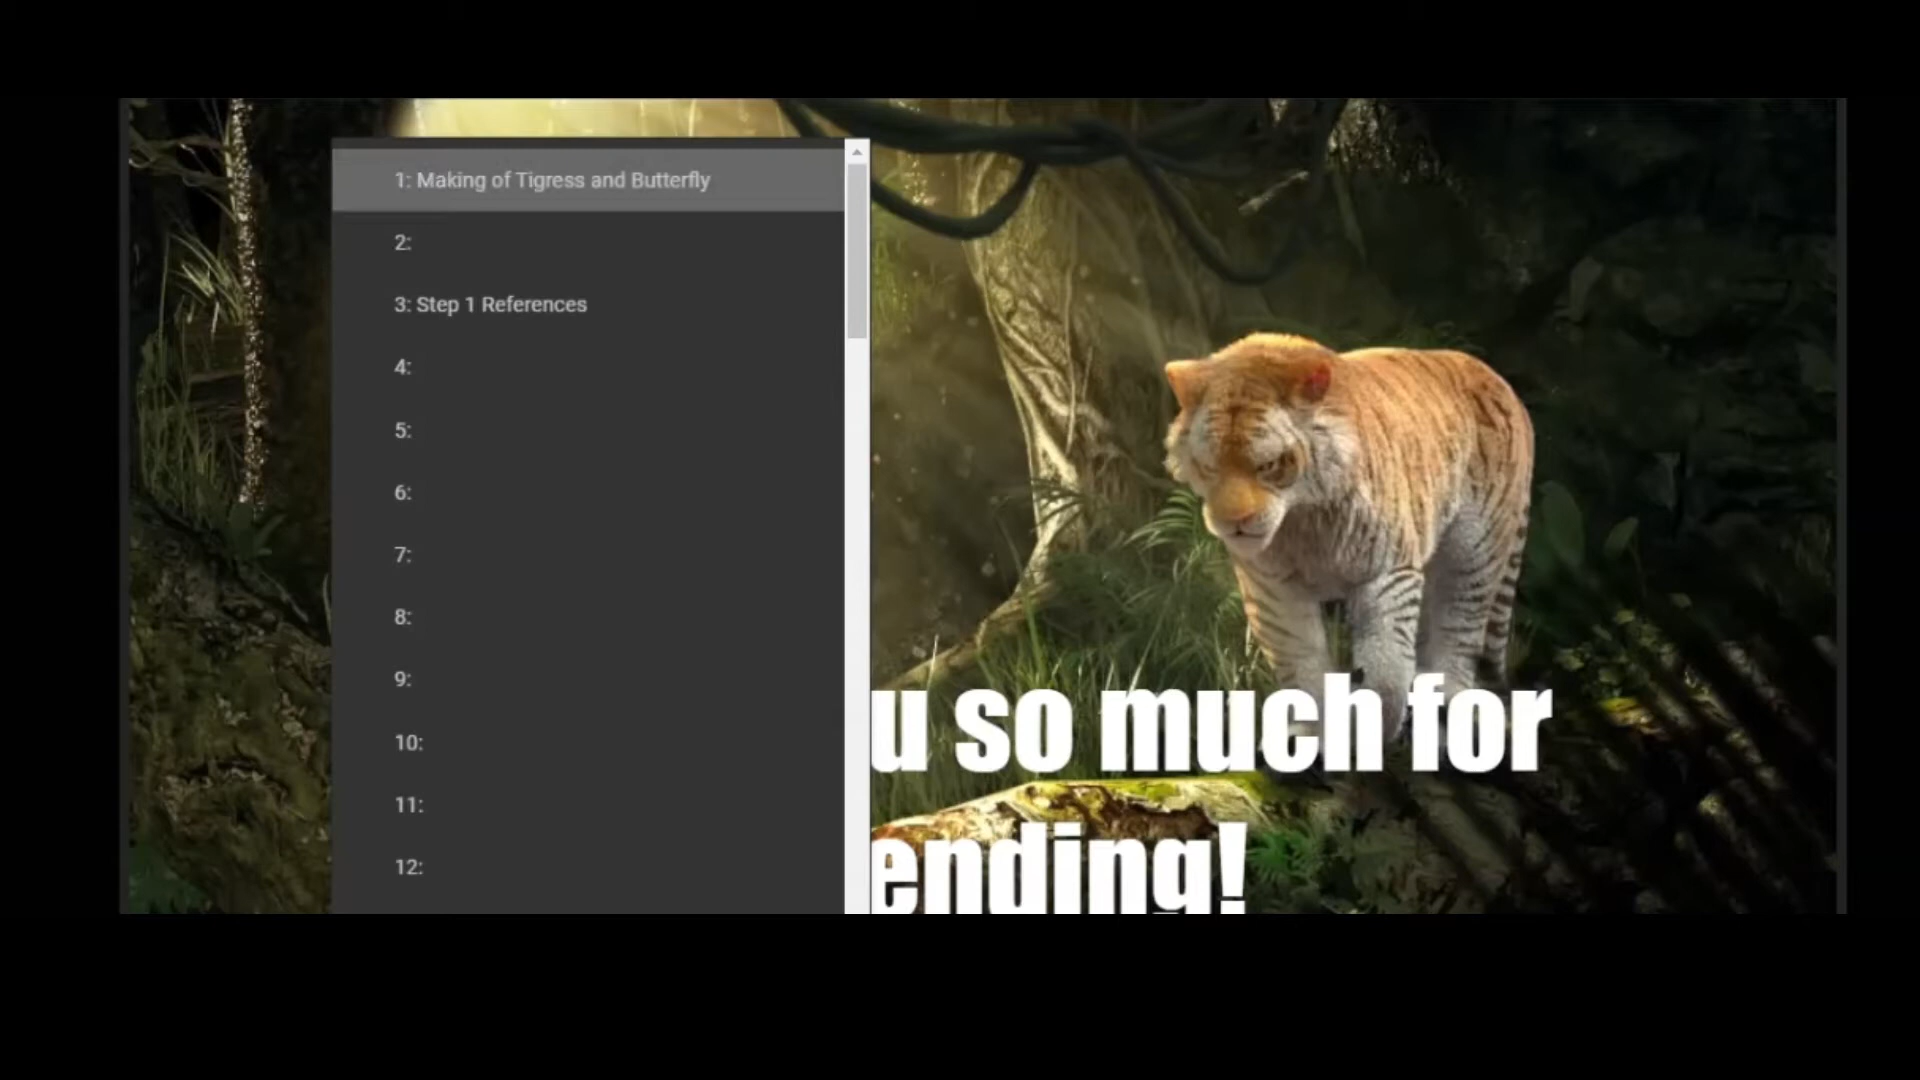 1: Making of Tigress and Butterfly
2:
3: Step 1 References
4:
5:
6:
7:
8:
9:
10:
11:
12:
u so much for
ending!